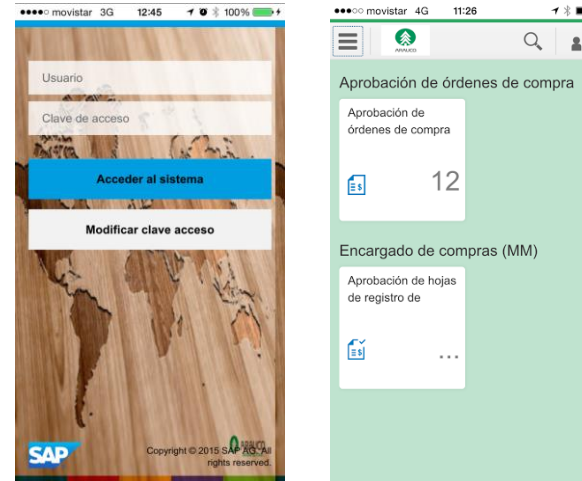 movistar 3G 12:45 100%
Usuario
Clave de acceso
Acceder al sistema
Modificar clave acceso
SAP
ARAUCO
Copyright © 2015 SAP AG. All
rights reserved.
movistar 4G 11:26
ARAUCO
Aprobación de órdenes de compra
Aprobación de
órdenes de compra
12
Encargado de compras (MM)
Aprobación de hojas
de registro de
...